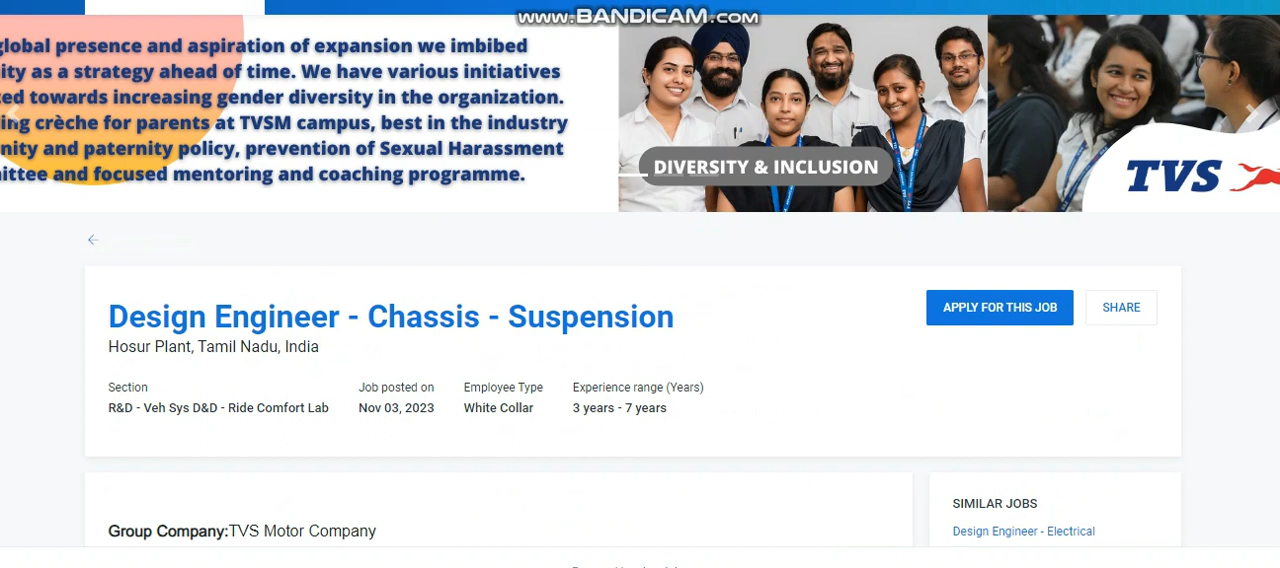 www.BANDICAM.com
global presence and aspiration of expansion we imbibed
as a strategy ahead of time. We have various initiatives
towards increasing gender diversity in the organization.
crèche for parents at TVSM campus, best in the industry
and paternity policy, prevention of Sexual Harassment
and focused mentoring and coaching programme.
DIVERSITY & INCLUSION
TVS
Design Engineer - Chassis - Suspension
APPLY FOR THIS JOB
SHARE
Hosur Plant, Tamil Nadu, India
Section
R&D - Veh Sys D&D - Ride Comfort Lab
Job posted on
Nov 03, 2023
Employee Type
White Collar
Experience range (Years)
3 years - 7 years
Group Company:TVS Motor Company
SIMILAR JOBS
Design Engineer - Electrical